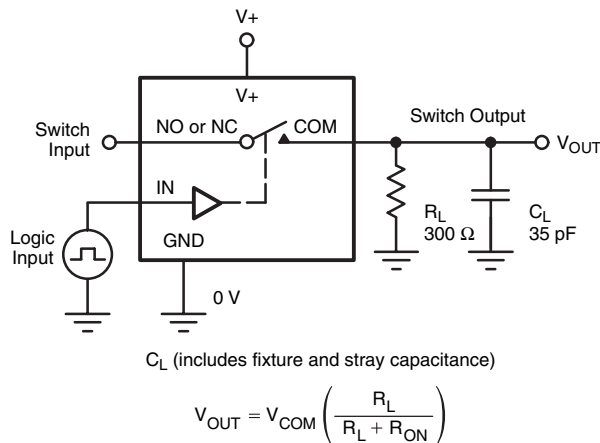 V+
V+
Switch Output
Switch
Input
NO or NC
COM
V_OUT
IN
R_L
300 Ω
C_L
35 pF
Logic
Input
GND
0 V
C_L (includes fixture and stray capacitance)
V_OUT = V_COM ( R_L / R_L + R_ON )